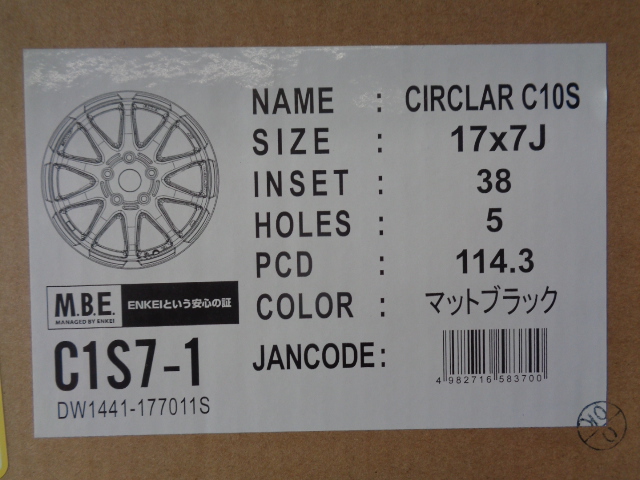 NAME : CIRCLAR C10S
SIZE : 17x7J
INSET : 38
HOLES : 5
PCD : 114.3
COLOR : マットブラック
JANCODE:
4 982716 583700
M.B.E.
MANAGED BY ENKEI
ENKEIという安心の証
C1S7-1
DW1441-177011S
OK